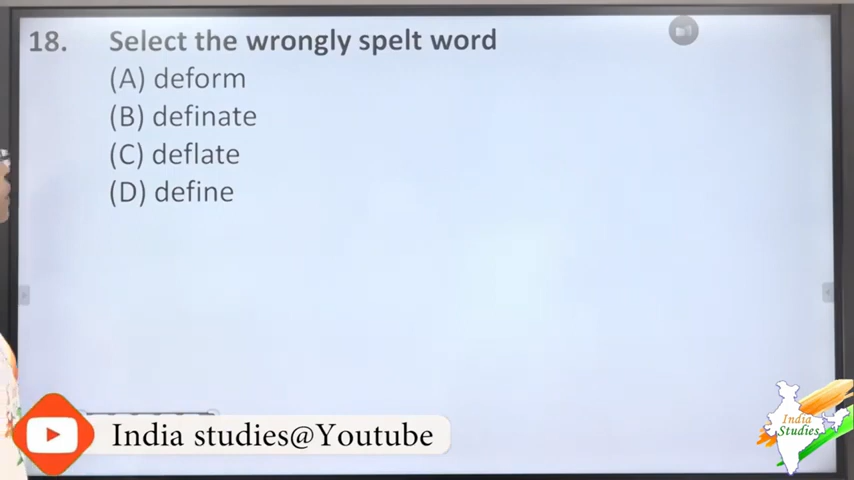 18. Select the wrongly spelt word
(A) deform
(B) definate
(C) deflate
(D) define
India studies@Youtube
India
Studies